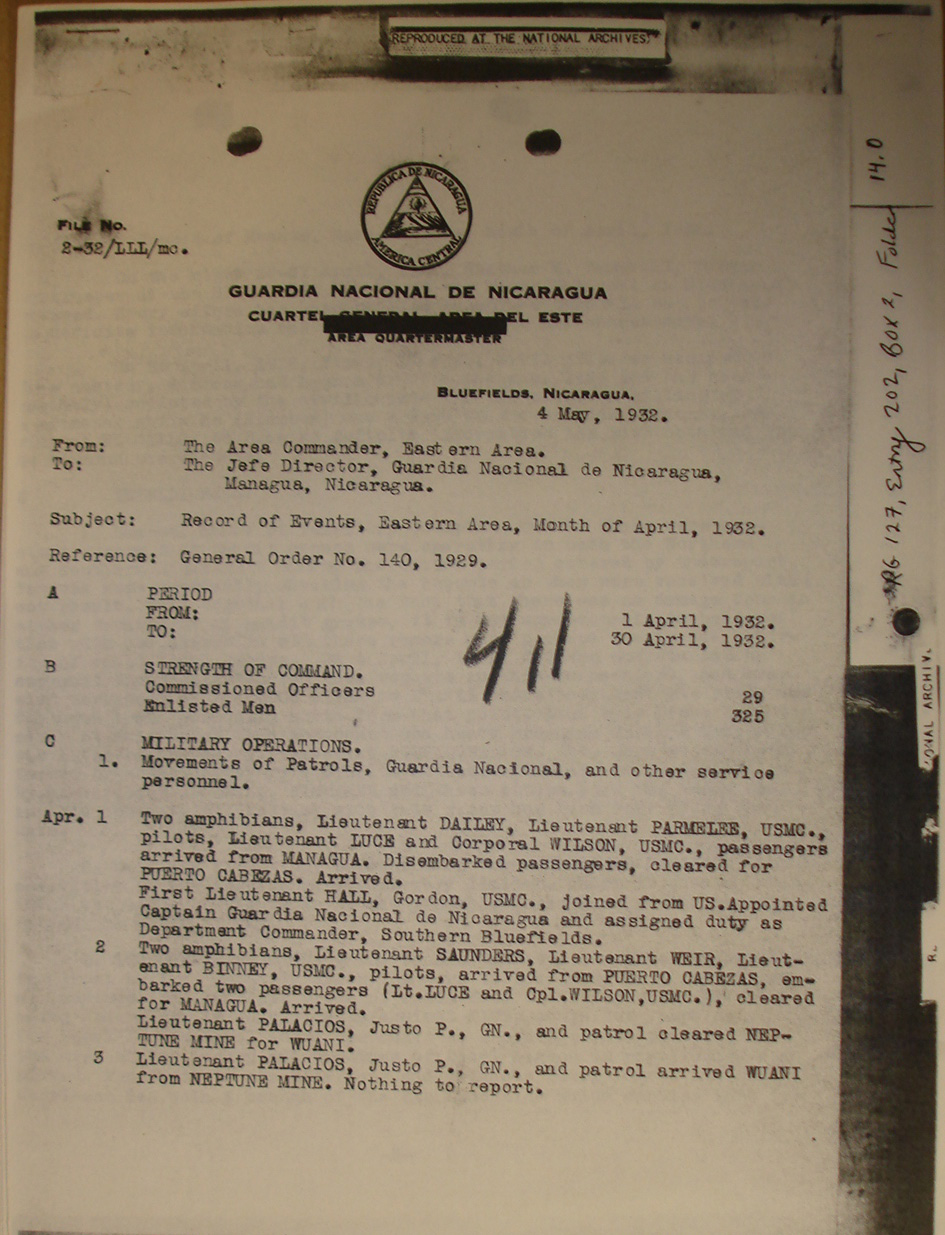 REPRODUCED AT THE NATIONAL ARCHIVES
14.0
RG 127, Entry 202, Box 2, Folder
REPUBLICA DE NICARAGUA
AMERICA CENTRAL
FILE No.
2-32/LLL/mc.
GUARDIA NACIONAL DE NICARAGUA
CUARTEL GENERAL AREA DEL ESTE
AREA QUARTERMASTER
BLUEFIELDS, NICARAGUA,
4 May, 1932.
From: The Area Commander, Eastern Area.
To: The Jefe Director, Guardia Nacional de Nicaragua,
Managua, Nicaragua.
Subject: Record of Events, Eastern Area, Month of April, 1932.
Reference: General Order No. 140, 1929.
A PERIOD
FROM: 1 April, 1932.
TO: 30 April, 1932.
B STRENGTH OF COMMAND.
Commissioned Officers 29
Enlisted Men 325
C MILITARY OPERATIONS.
1. Movements of Patrols, Guardia Nacional, and other service
personnel.
Apr. 1 Two amphibians, Lieutenant DAILEY, Lieutenant PARMELEE, USMC.,
pilots, Lieutenant LUCE and Corporal WILSON, USMC., passengers
arrived from MANAGUA. Disembarked passengers, cleared for
PUERTO CABEZAS. Arrived.
First Lieutenant HALL, Gordon, USMC., joined from US.Appointed
Captain Guardia Nacional de Nicaragua and assigned duty as
Department Commander, Southern Bluefields.
2 Two amphibians, Lieutenant SAUNDERS, Lieutenant WEIR, Lieut-
enant BINNEY, USMC., pilots, arrived from PUERTO CABEZAS, em-
barked two passengers (Lt.LUCE and Cpl.WILSON,USMC.), cleared
for MANAGUA. Arrived.
Lieutenant PALACIOS, Justo P., GN., and patrol cleared NEP-
TUNE MINE for WUANI.
3 Lieutenant PALACIOS, Justo P., GN., and patrol arrived WUANI
from NEPTUNE MINE. Nothing to report.